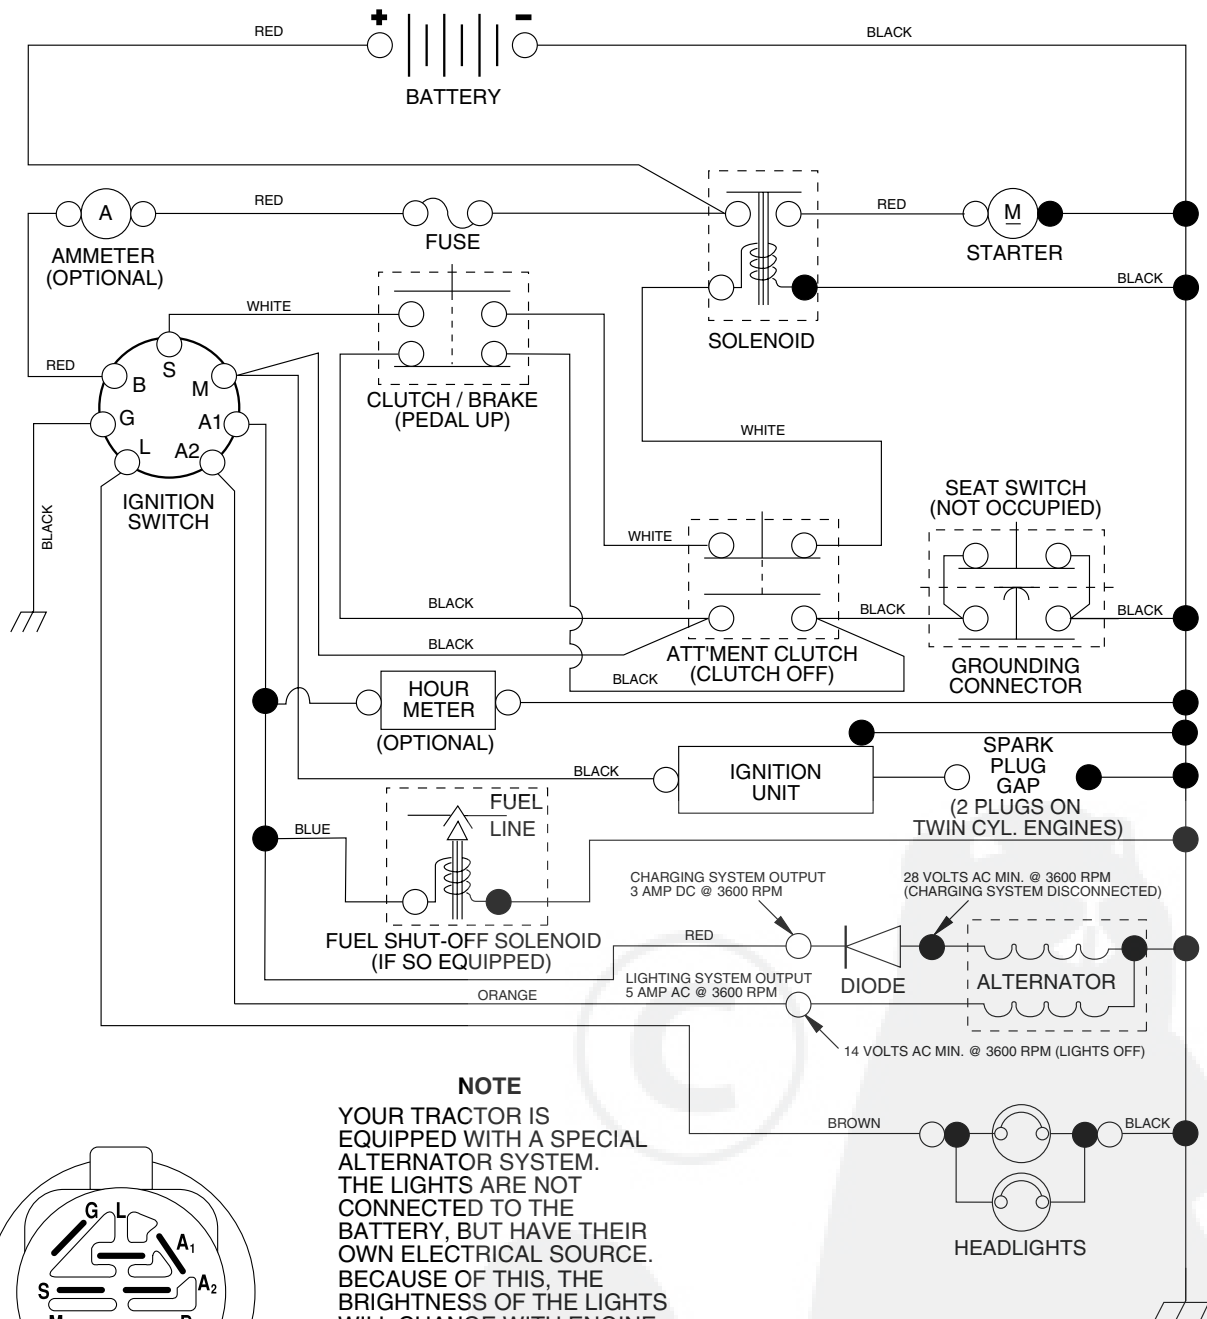 + -
RED
BLACK
BATTERY
A
RED
FUSE
RED
M
AMMETER
(OPTIONAL)
STARTER
BLACK
WHITE
SOLENOID
RED
B
S
M
G
A1
L
A2
CLUTCH / BRAKE
(PEDAL UP)
WHITE
IGNITION
SWITCH
BLACK
SEAT SWITCH
(NOT OCCUPIED)
WHITE
BLACK
BLACK
BLACK
BLACK
ATT'MENT CLUTCH
(CLUTCH OFF)
GROUNDING
CONNECTOR
BLACK
HOUR
METER
(OPTIONAL)
BLACK
IGNITION
UNIT
SPARK
PLUG
GAP
(2 PLUGS ON
TWIN CYL. ENGINES)
FUEL
LINE
BLUE
CHARGING SYSTEM OUTPUT
3 AMP DC @ 3600 RPM
28 VOLTS AC MIN. @ 3600 RPM
(CHARGING SYSTEM DISCONNECTED)
FUEL SHUT-OFF SOLENOID
(IF SO EQUIPPED)
RED
DIODE
ALTERNATOR
LIGHTING SYSTEM OUTPUT
5 AMP AC @ 3600 RPM
ORANGE
14 VOLTS AC MIN. @ 3600 RPM (LIGHTS OFF)
NOTE
YOUR TRACTOR IS
EQUIPPED WITH A SPECIAL
ALTERNATOR SYSTEM.
THE LIGHTS ARE NOT
CONNECTED TO THE
BATTERY, BUT HAVE THEIR
OWN ELECTRICAL SOURCE.
BECAUSE OF THIS, THE
BRIGHTNESS OF THE LIGHTS
WILL CHANGE WITH ENGINE
BROWN
BLACK
HEADLIGHTS
G L
A1
A2
S
M
B
©